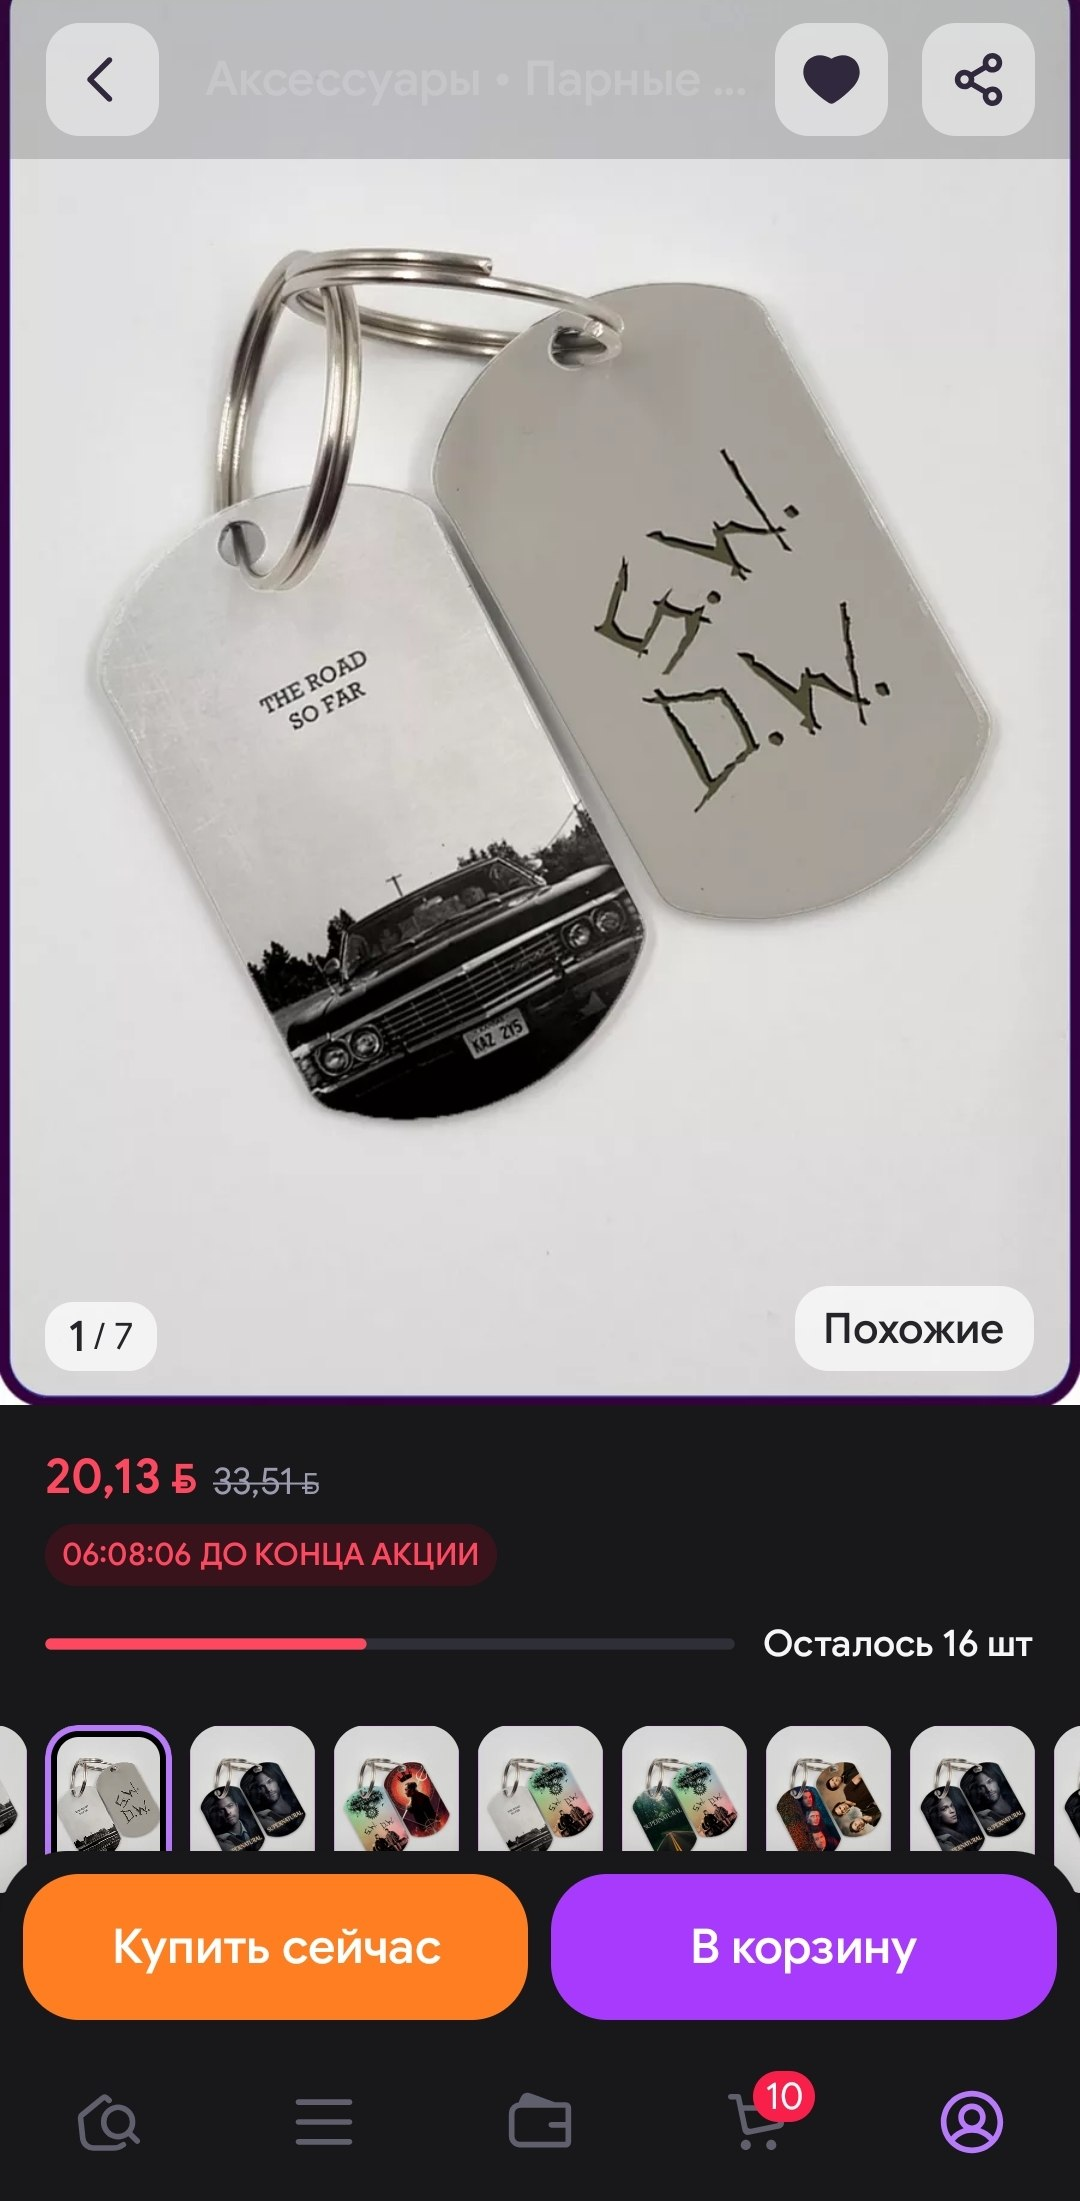 Аксессуары • Парные ...
THE ROAD
SO FAR
S.W.
D.W.
KAZ 2Y5
1 / 7
Похожие
20,13 Б 33,51 Б
06:08:06 ДО КОНЦА АКЦИИ
Осталось 16 шт
Купить сейчас
В корзину
10